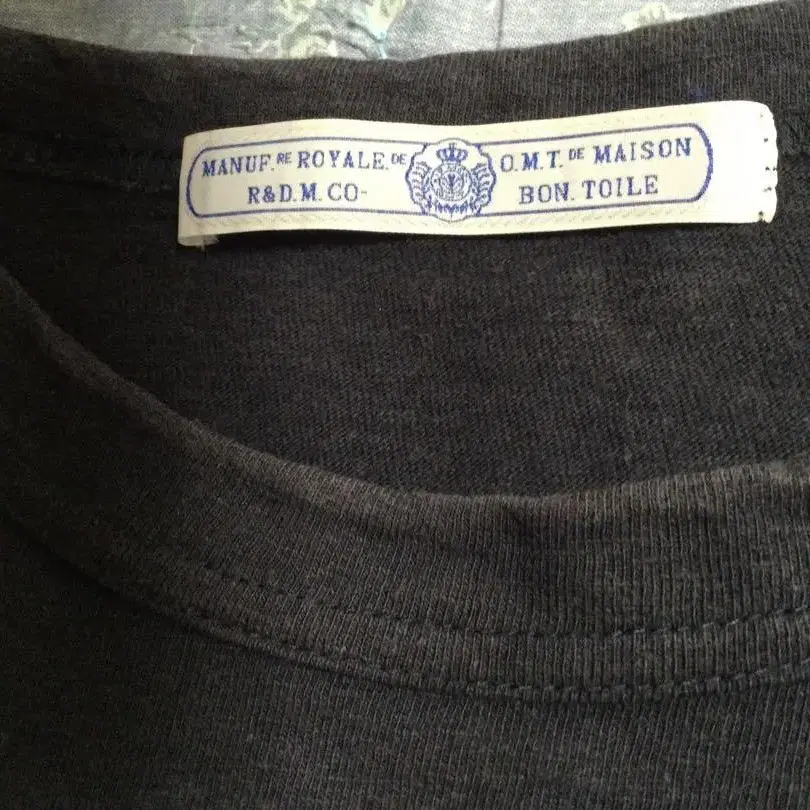 MANUF.RE ROYALE.DE
R&D.M.CO-
O.M.T.DE MAISON
BON.TOILE